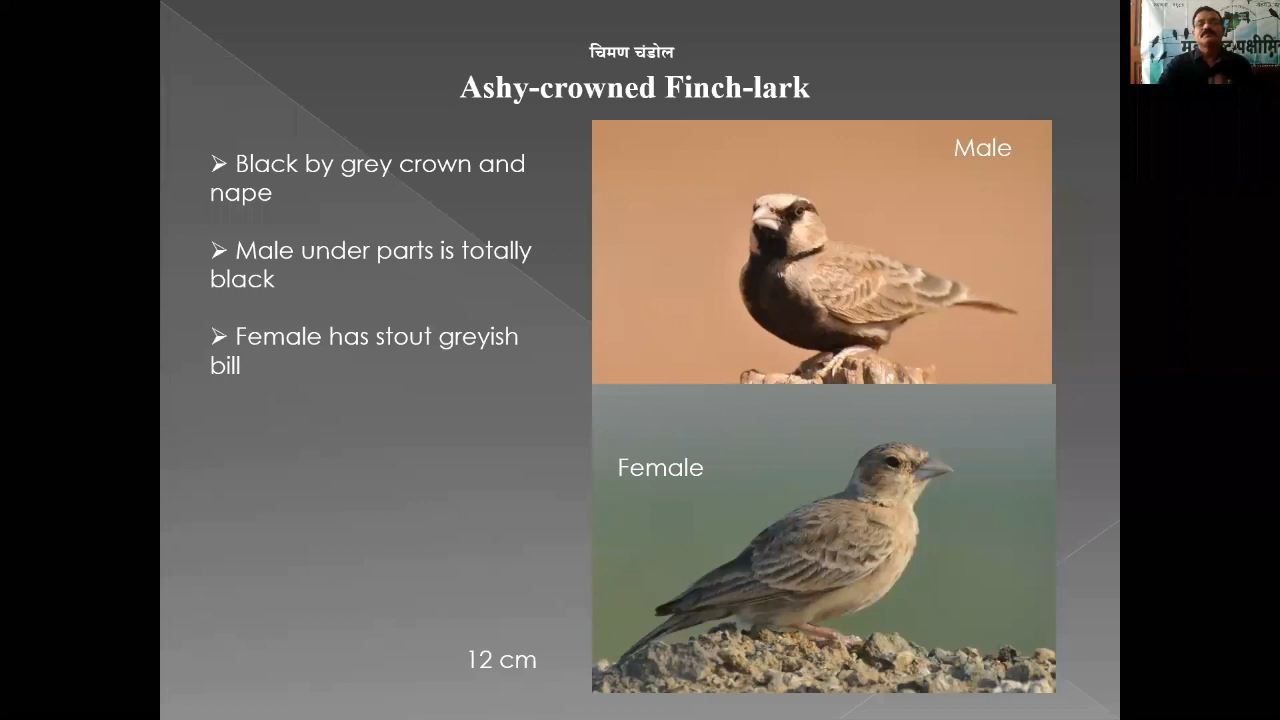 चिमण चंडोल
Ashy-crowned Finch-lark
➢ Black by grey crown and
nape
➢ Male under parts is totally
black
➢ Female has stout greyish
bill
12 cm
Male
Female